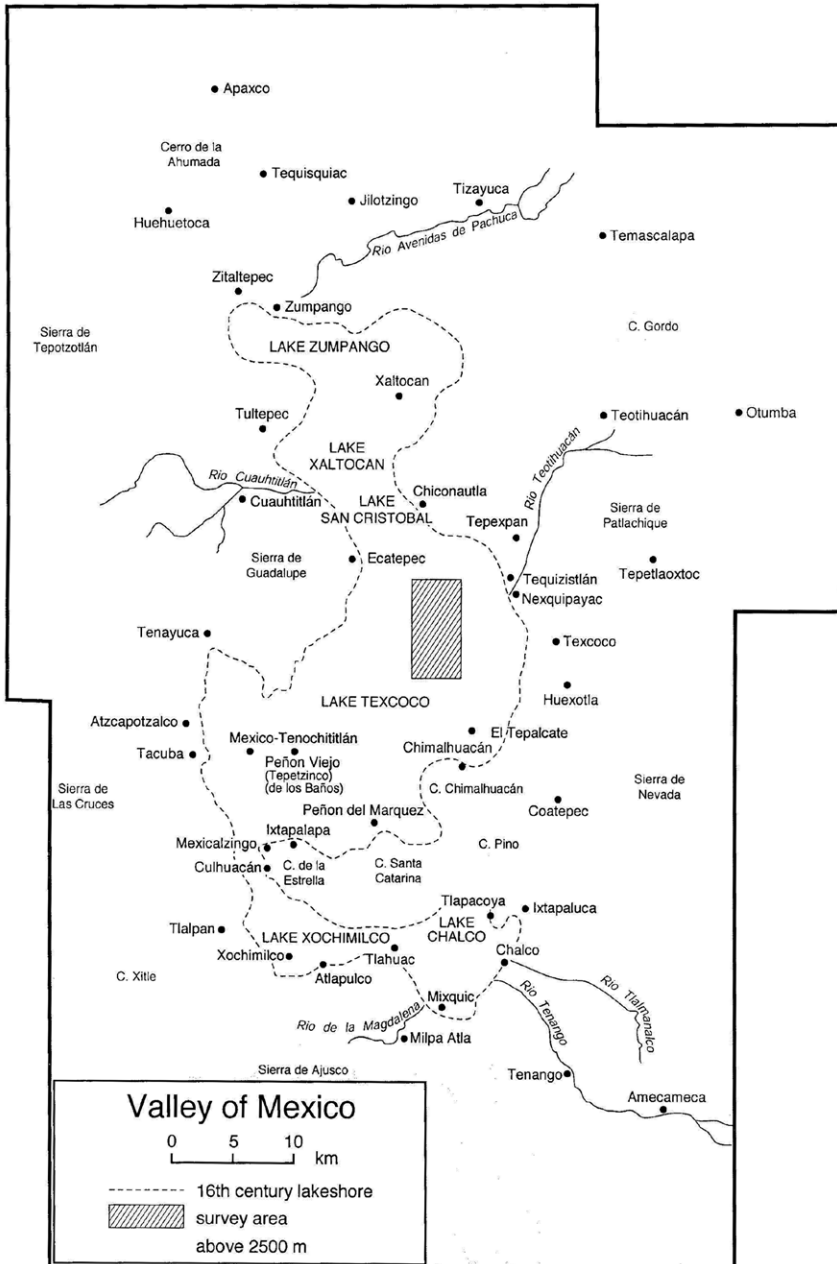 Apaxco
Cerro de la
Ahumada
Tequisquiac
Jilotzingo
Tizayuca
Huehuetoca
Rio Avenidas de Pachuca
Temascalapa
Zitaltepec
Zumpango
Sierra de
Tepotzotlán
LAKE ZUMPANGO
C. Gordo
Xaltocan
Tultepec
Teotihuacán
Otumba
LAKE
XALTOCAN
Rio Cuauhtitlán
Cuauhtitlán
LAKE
SAN CRISTOBAL
Chiconautla
Rio Teotihuacán
Tepexpan
Sierra de
Patlachique
Sierra de
Guadalupe
Ecatepec
Tepetlaoxtoc
Tequizistlán
Nexquipayac
Tenayuca
Texcoco
Huexotla
LAKE TEXCOCO
Atzcapotzalco
Mexico-Tenochititlán
El Tepalcate
Tacuba
Peñon Viejo
(Tepetzinco)
(de los Baños)
Chimalhuacán
C. Chimalhuacán
Sierra de
Las Cruces
Sierra de
Nevada
Peñon del Marquez
Coatepec
Ixtapalapa
Mexicalzingo
C. Pino
Culhuacán
C. de la
Estrella
C. Santa
Catarina
Tlapacoya
Ixtapaluca
Tlalpan
LAKE XOCHIMILCO
LAKE
CHALCO
Xochimilco
Tlahuac
Chalco
Atlapulco
C. Xitle
Mixquic
Rio Tenango
Rio Tlalmanalco
Rio de la Magdalena
Milpa Atla
Sierra de Ajusco
Tenango
Amecameca
Valley of Mexico
0 5 10
km
16th century lakeshore
survey area
above 2500 m